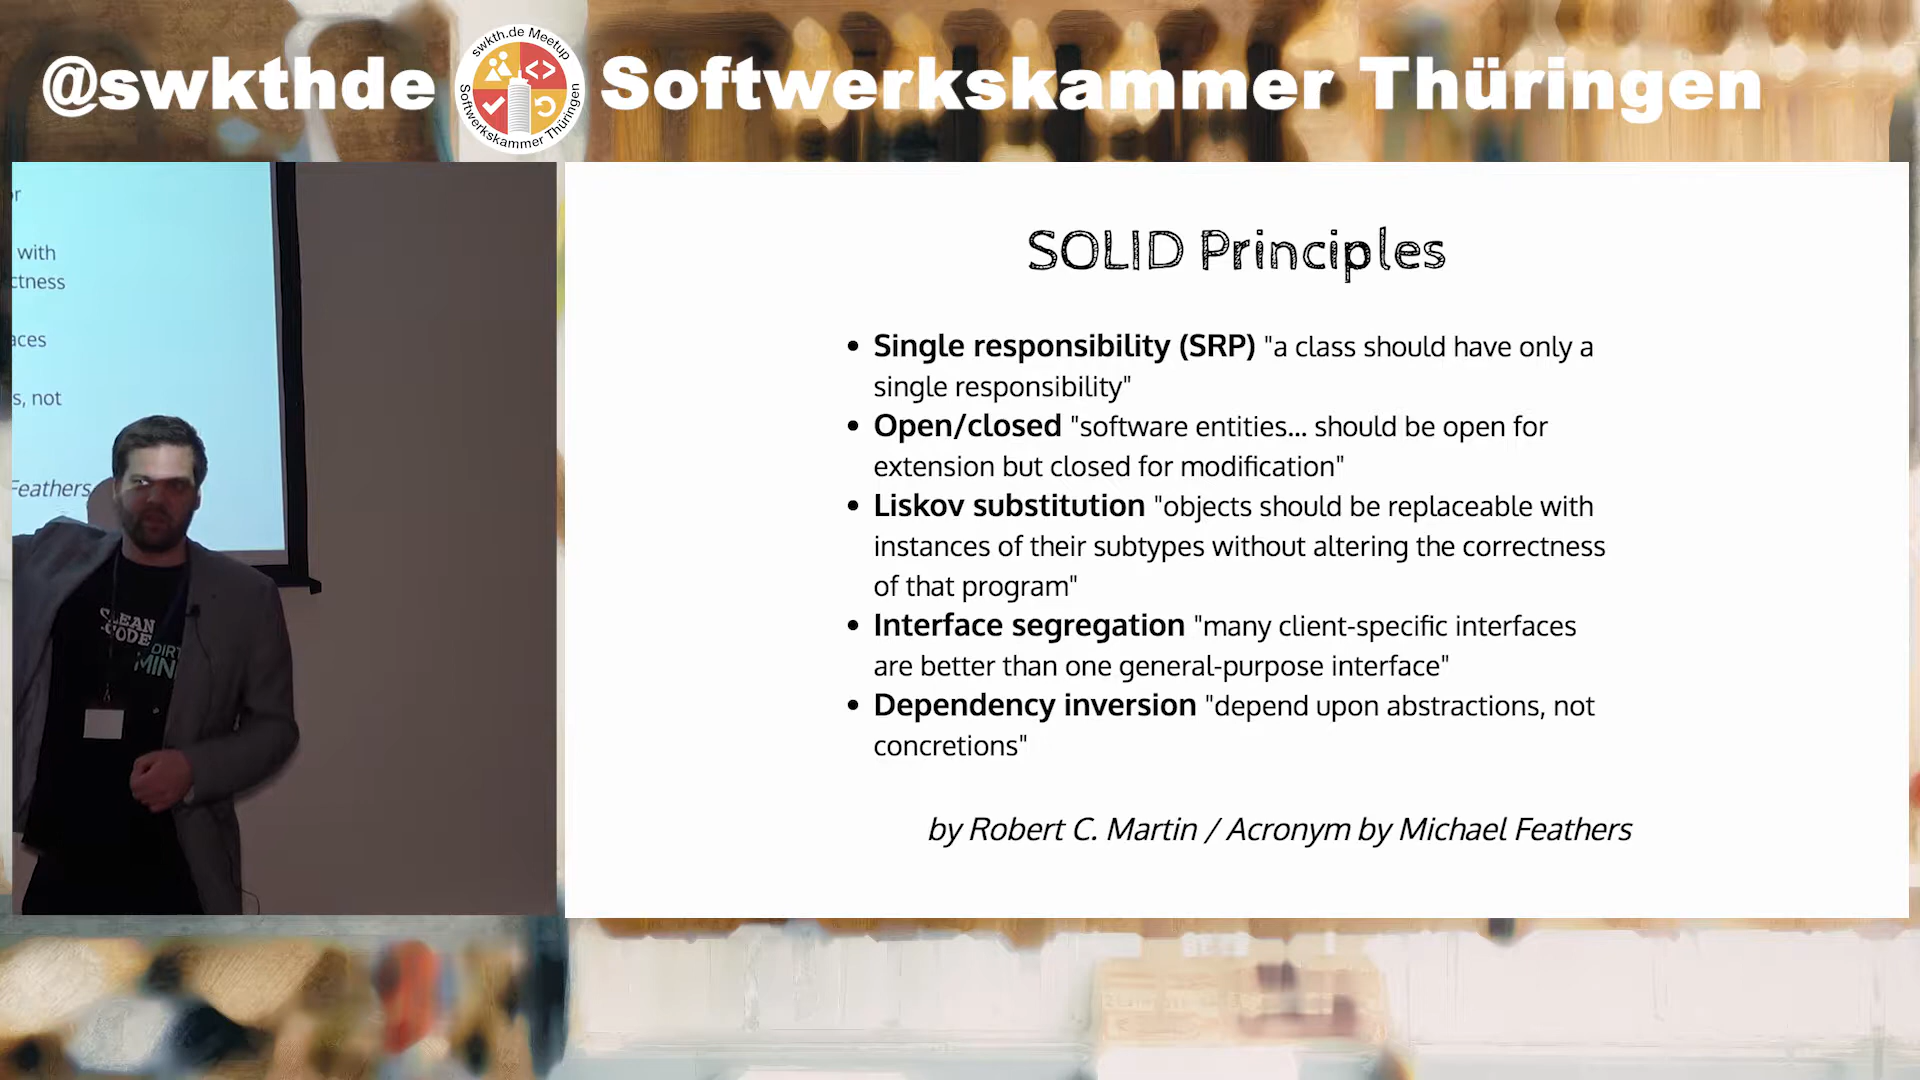 @swkthde
swkth.de Meetup
Softwerkskammer Thüringen
Softwerkskammer Thüringen
with
ctness
aces
s, not
Feathers
CLEAN
CODE
DIRT
MIN
SOLID Principles
• Single responsibility (SRP) "a class should have only a
single responsibility"
• Open/closed "software entities... should be open for
extension but closed for modification"
• Liskov substitution "objects should be replaceable with
instances of their subtypes without altering the correctness
of that program"
• Interface segregation "many client-specific interfaces
are better than one general-purpose interface"
• Dependency inversion "depend upon abstractions, not
concretions"
by Robert C. Martin / Acronym by Michael Feathers